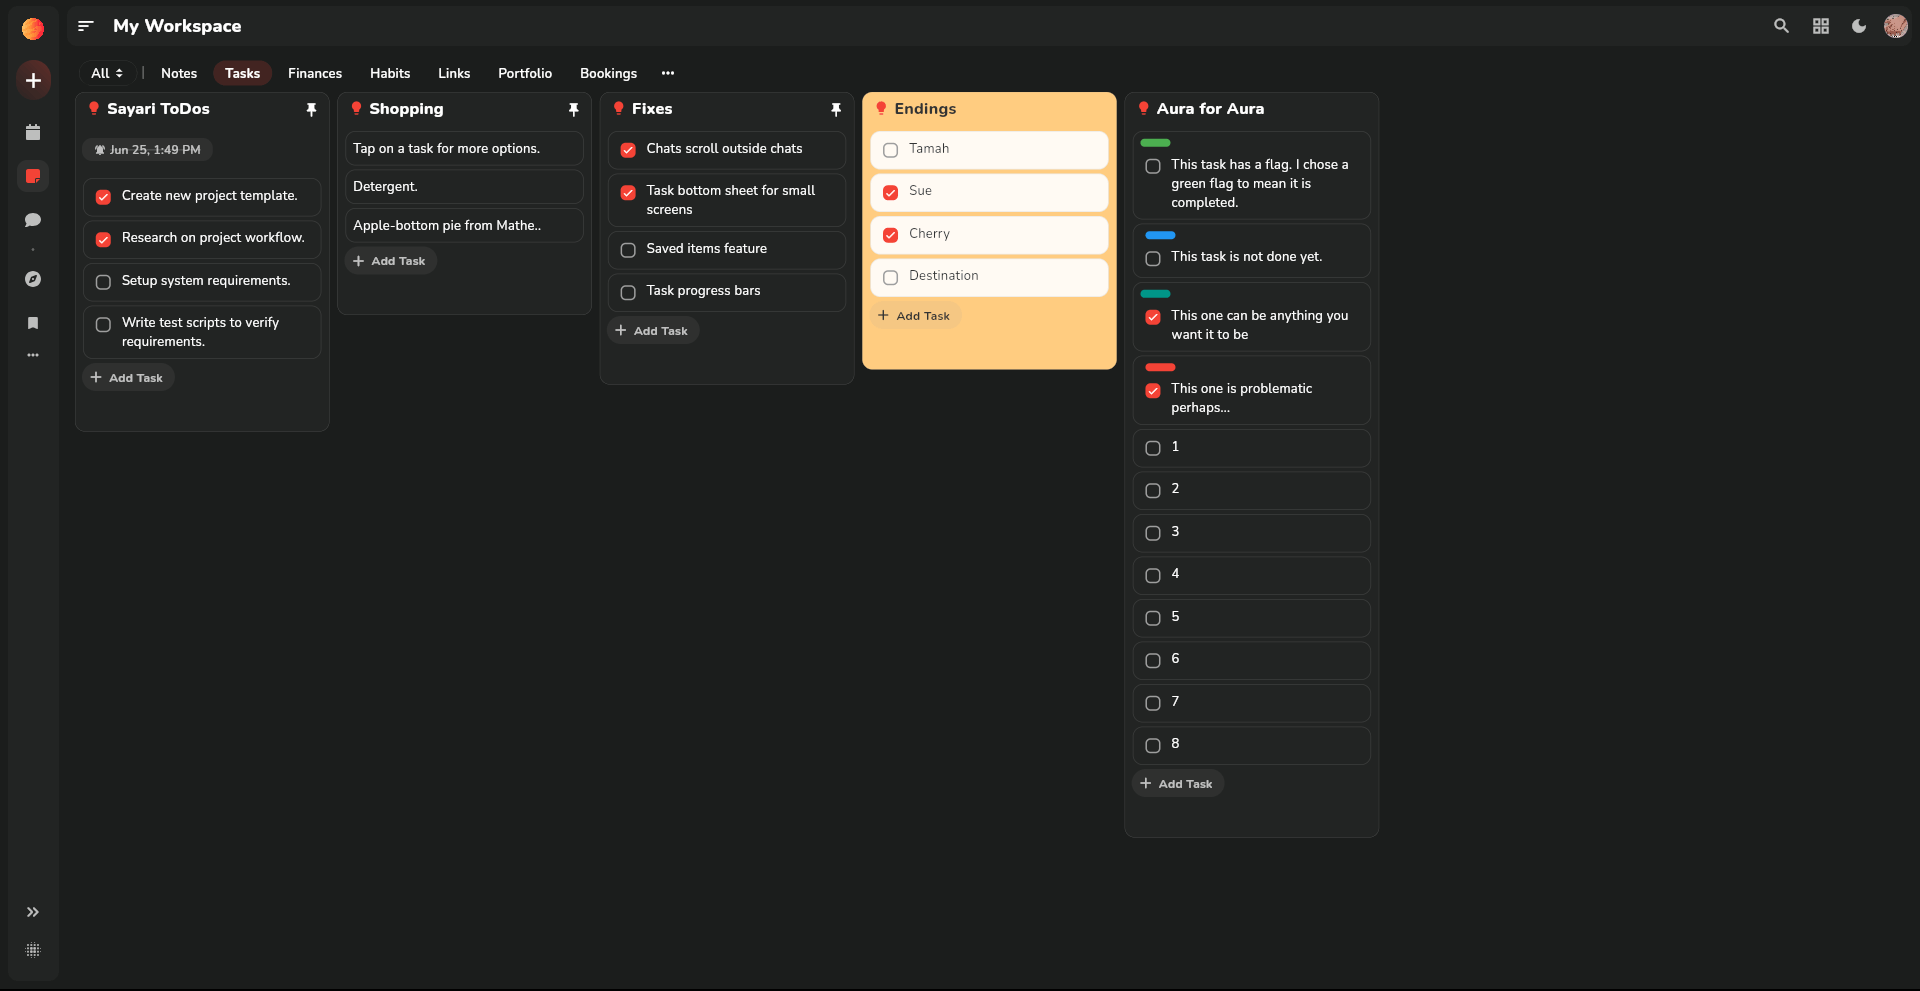 My Workspace
All
Notes
Tasks
Finances
Habits
Links
Portfolio
Bookings
Sayari ToDos
Jun 25, 1:49 PM
Create new project template.
Research on project workflow.
Setup system requirements.
Write test scripts to verify
requirements.
Add Task
Shopping
Tap on a task for more options.
Detergent.
Apple-bottom pie from Mathe..
Add Task
Fixes
Chats scroll outside chats
Task bottom sheet for small
screens
Saved items feature
Task progress bars
Add Task
Endings
Tamah
Sue
Cherry
Destination
Add Task
Aura for Aura
This task has a flag. I chose a
green flag to mean it is
completed.
This task is not done yet.
This one can be anything you
want it to be
This one is problematic
perhaps...
1
2
3
4
5
6
7
8
Add Task